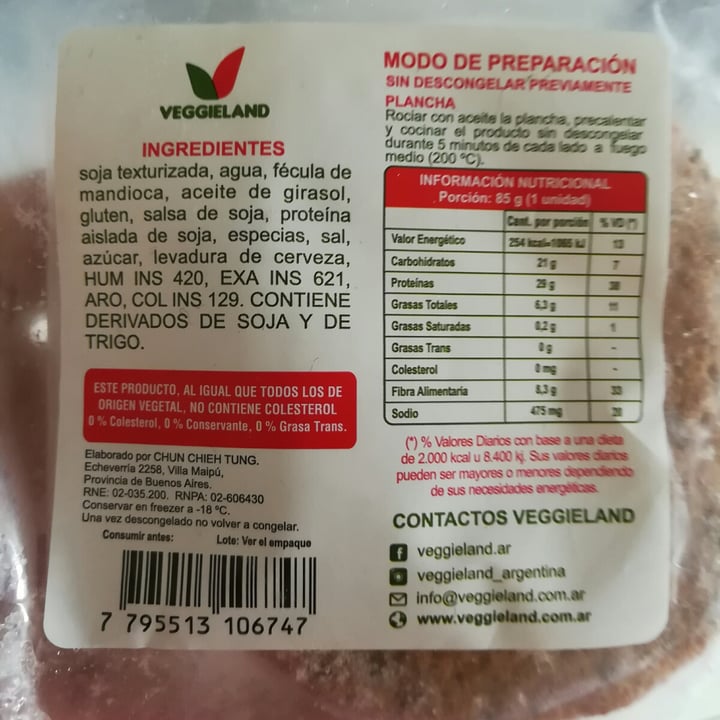 VEGGIELAND
INGREDIENTES
soja texturizada, agua, fécula de
mandioca, aceite de girasol,
gluten, salsa de soja, proteína
aislada de soja, especias, sal,
azúcar, levadura de cerveza,
HUM INS 420, EXA INS 621,
ARO, COL INS 129. CONTIENE
DERIVADOS DE SOJA Y DE
TRIGO.
ESTE PRODUCTO, AL IGUAL QUE TODOS LOS DE
ORIGEN VEGETAL, NO CONTIENE COLESTEROL
0 % Colesterol, 0 % Conservante, 0 % Grasa Trans.
Elaborado por CHUN CHIEH TUNG.
Echeverría 2258, Villa Maipú,
Provincia de Buenos Aires.
RNE: 02-035.200. RNPA: 02-606430
Conservar en freezer a -18 ºC.
Una vez descongelado no volver a congelar.
Consumir antes: Lote: Ver el empaque
7 795513 106747
MODO DE PREPARACIÓN
SIN DESCONGELAR PREVIAMENTE
PLANCHA
Rociar con aceite la plancha, precalentar
y cocinar el producto sin descongelar
durante 5 minutos de cada lado a fuego
medio (200 ºC).
INFORMACIÓN NUTRICIONAL
Porción: 85 g (1 unidad)
Cant. por porción % VD (*)
Valor Energético 254 kcal=1065 kJ 13
Carbohidratos 21 g 7
Proteínas 29 g 38
Grasas Totales 6,3 g 11
Grasas Saturadas 0,2 g 1
Grasas Trans 0 g -
Colesterol 0 mg -
Fibra Alimentaria 8,3 g 33
Sodio 475 mg 20
(*) % Valores Diarios con base a una dieta
de 2.000 kcal u 8.400 kj. Sus valores diarios
pueden ser mayores o menores dependiendo
de sus necesidades energéticas.
CONTACTOS VEGGIELAND
veggieland.ar
veggieland_argentina
info@veggieland.com.ar
www.veggieland.com.ar